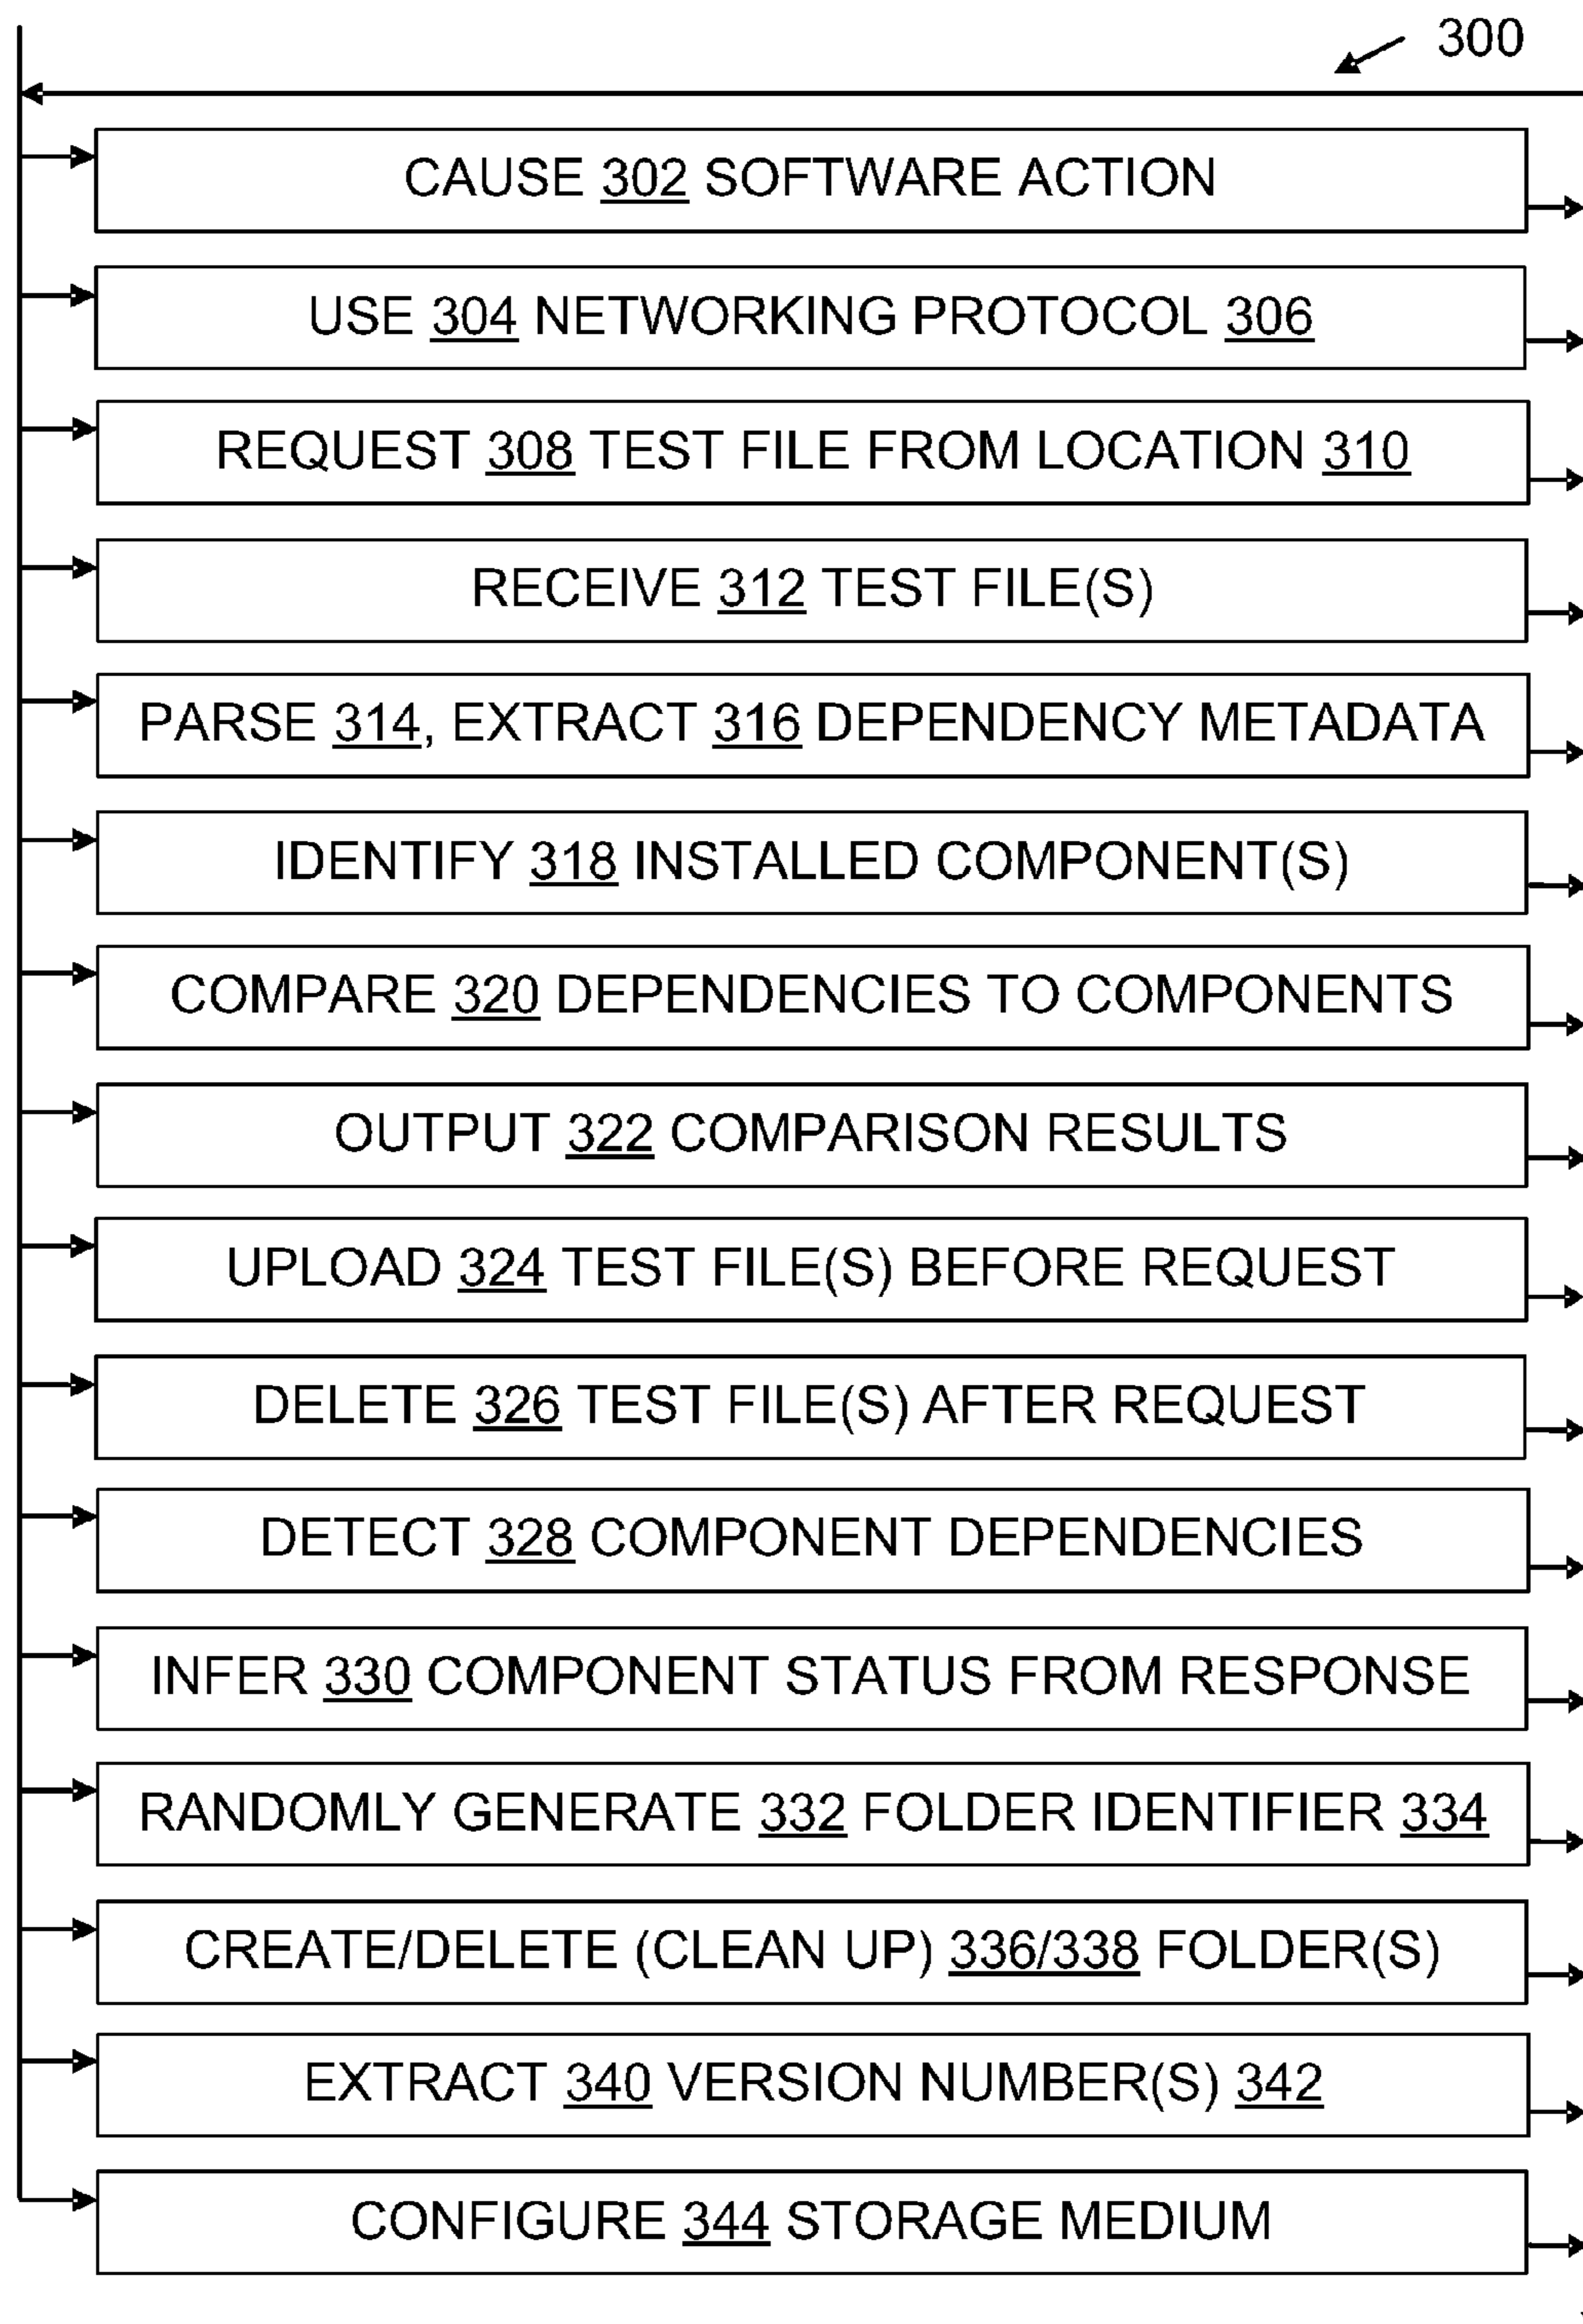 300
CAUSE 302 SOFTWARE ACTION
USE 304 NETWORKING PROTOCOL 306
REQUEST 308 TEST FILE FROM LOCATION 310
RECEIVE 312 TEST FILE(S)
PARSE 314, EXTRACT 316 DEPENDENCY METADATA
IDENTIFY 318 INSTALLED COMPONENT(S)
COMPARE 320 DEPENDENCIES TO COMPONENTS
OUTPUT 322 COMPARISON RESULTS
UPLOAD 324 TEST FILE(S) BEFORE REQUEST
DELETE 326 TEST FILE(S) AFTER REQUEST
DETECT 328 COMPONENT DEPENDENCIES
INFER 330 COMPONENT STATUS FROM RESPONSE
RANDOMLY GENERATE 332 FOLDER IDENTIFIER 334
CREATE/DELETE (CLEAN UP) 336/338 FOLDER(S)
EXTRACT 340 VERSION NUMBER(S) 342
CONFIGURE 344 STORAGE MEDIUM